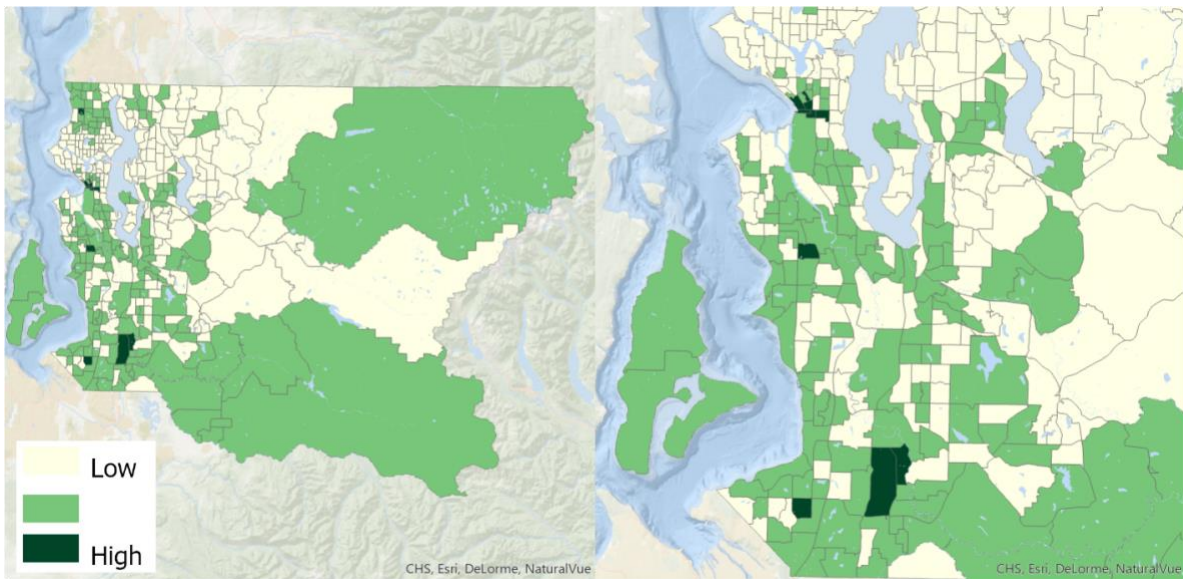 Low
High
CHS, Esri, DeLorme, NaturalVue
CHS, Esri, DeLorme, NaturalVue